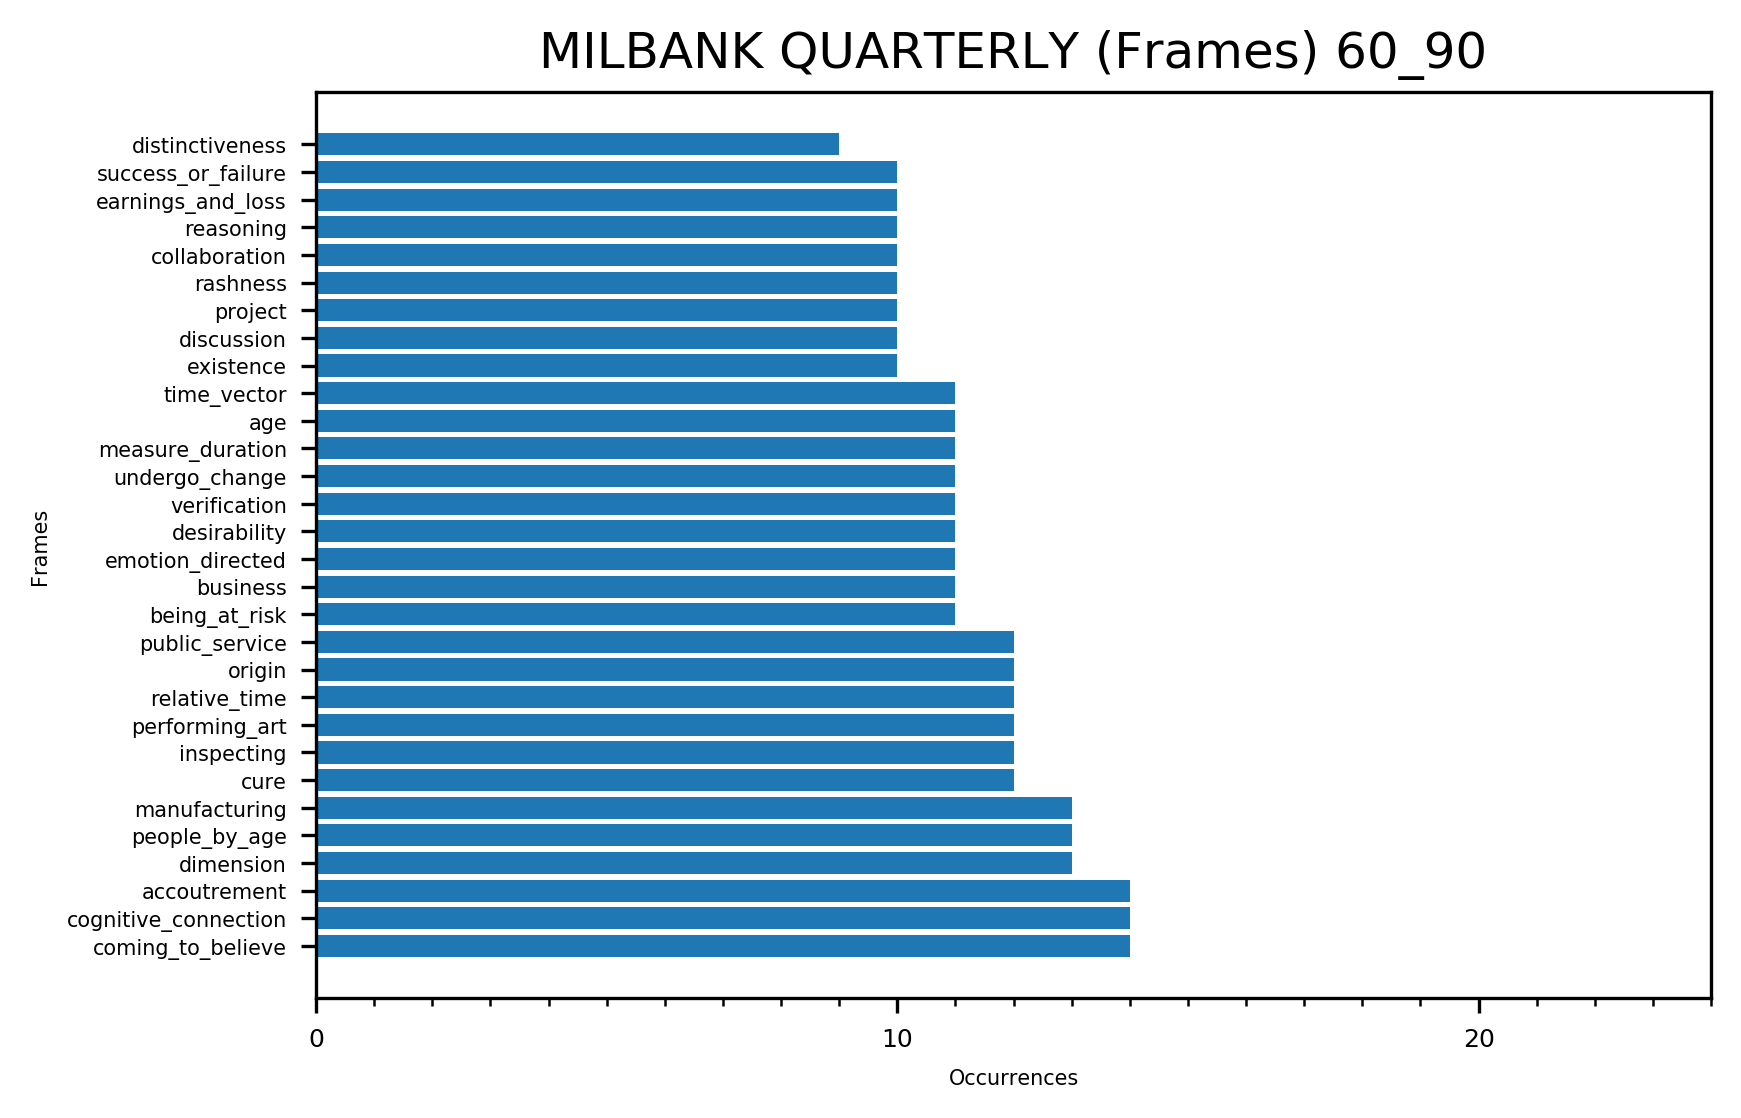 MILBANK QUARTERLY (Frames) 60_90
distinctiveness
success_or_failure
earnings_and_loss
reasoning
collaboration
rashness
project
discussion
existence
time_vector
age
measure_duration
undergo_change
verification
desirability
emotion_directed
business
being_at_risk
public_service
origin
relative_time
performing_art
inspecting
cure
manufacturing
people_by_age
dimension
accoutrement
cognitive_connection
coming_to_believe
Frames
0 10 20
Occurrences